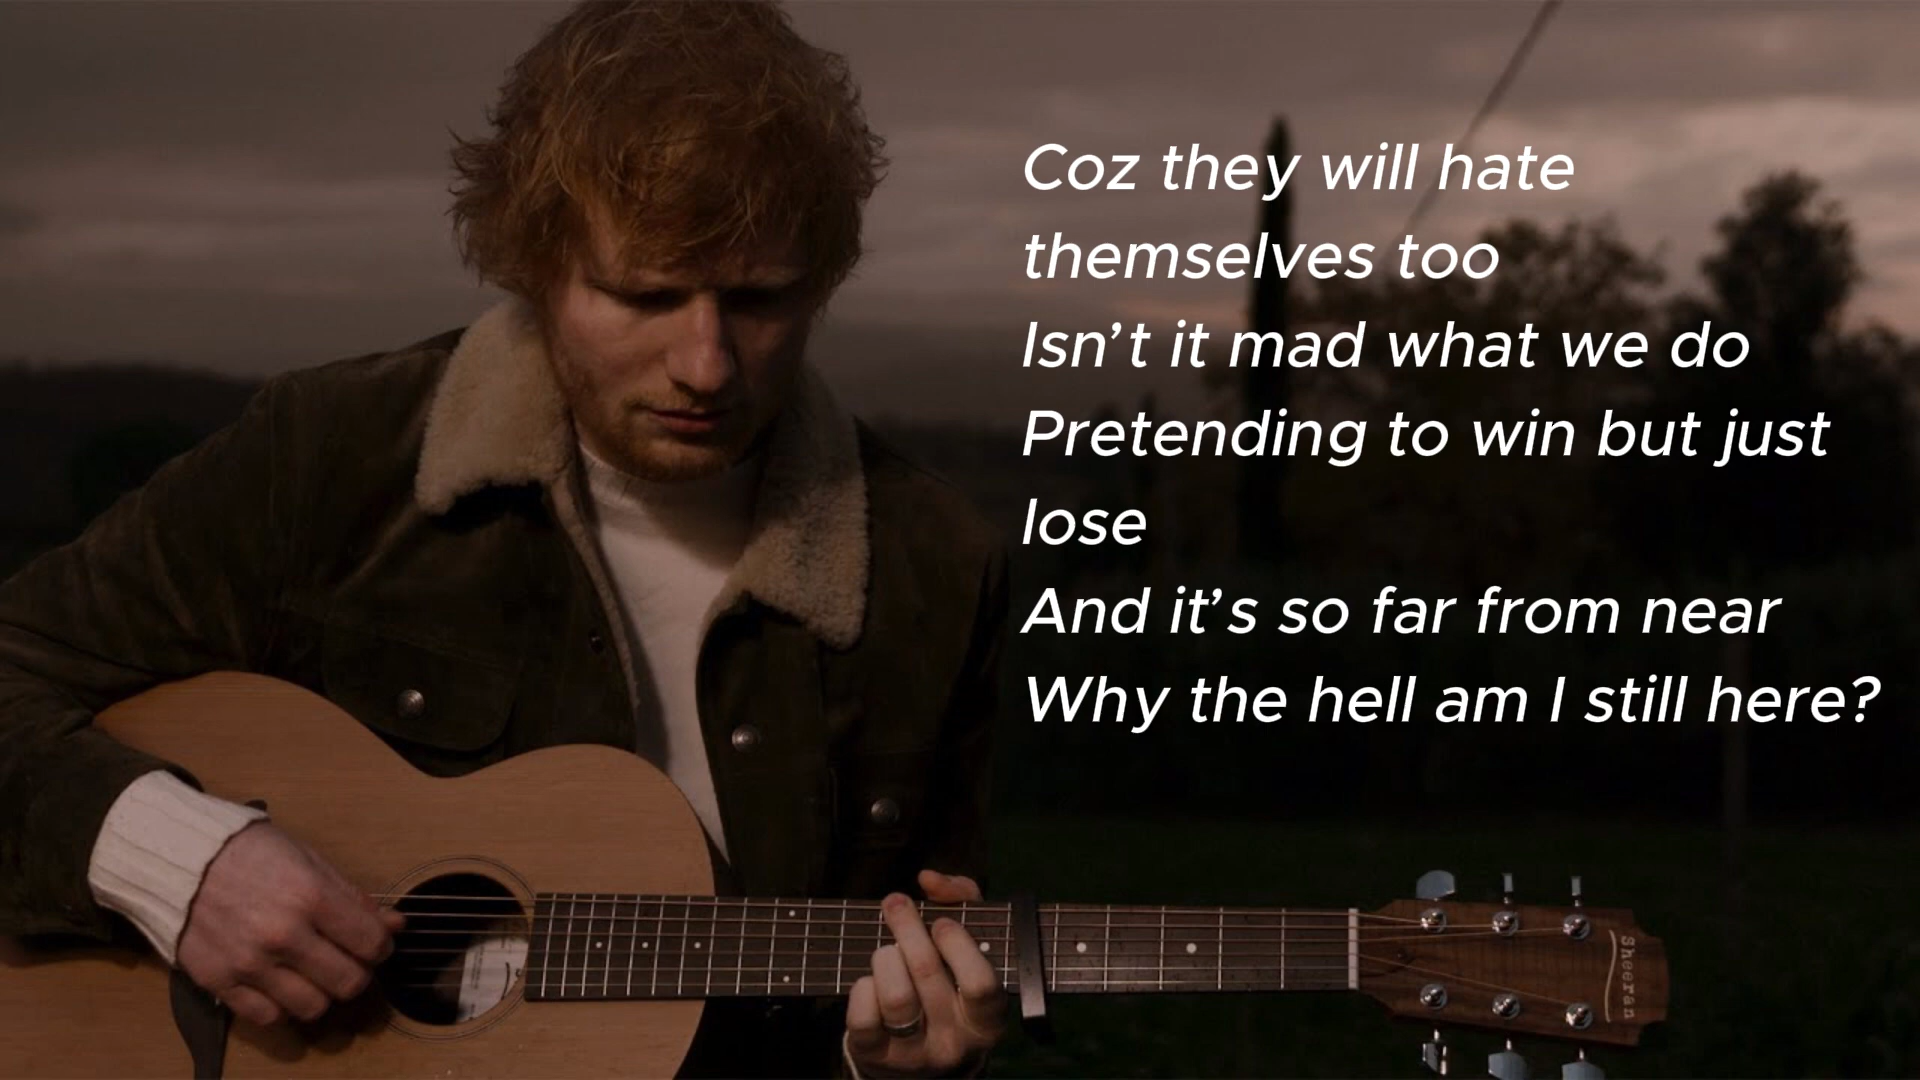 Coz they will hate
themselves too
Isn’t it mad what we do
Pretending to win but just
lose
And it’s so far from near
Why the hell am I still here?
Sheeran